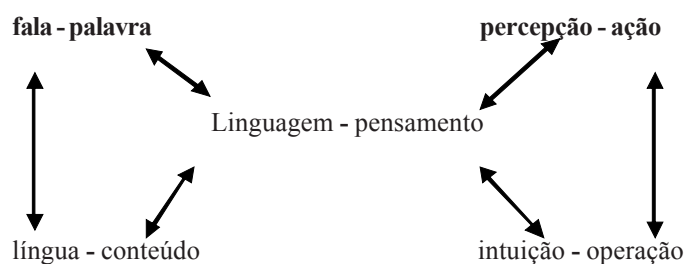 fala - palavra percepção - ação
Linguagem - pensamento
língua - conteúdo intuição - operação